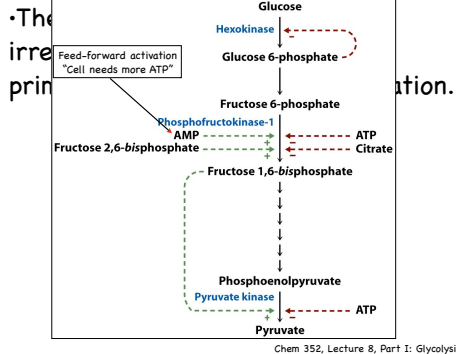 •The
irre
prim
ation.
Glucose
Hexokinase
–
Glucose 6-phosphate
Feed-forward activation
“Cell needs more ATP”
Fructose 6-phosphate
Phosphofructokinase-1
AMP
ATP
+
–
Fructose 2,6-bisphosphate
Citrate
+
–
Fructose 1,6-bisphosphate
Phosphoenolpyruvate
Pyruvate kinase
ATP
+
–
Pyruvate
Chem 352, Lecture 8, Part I: Glycolysi